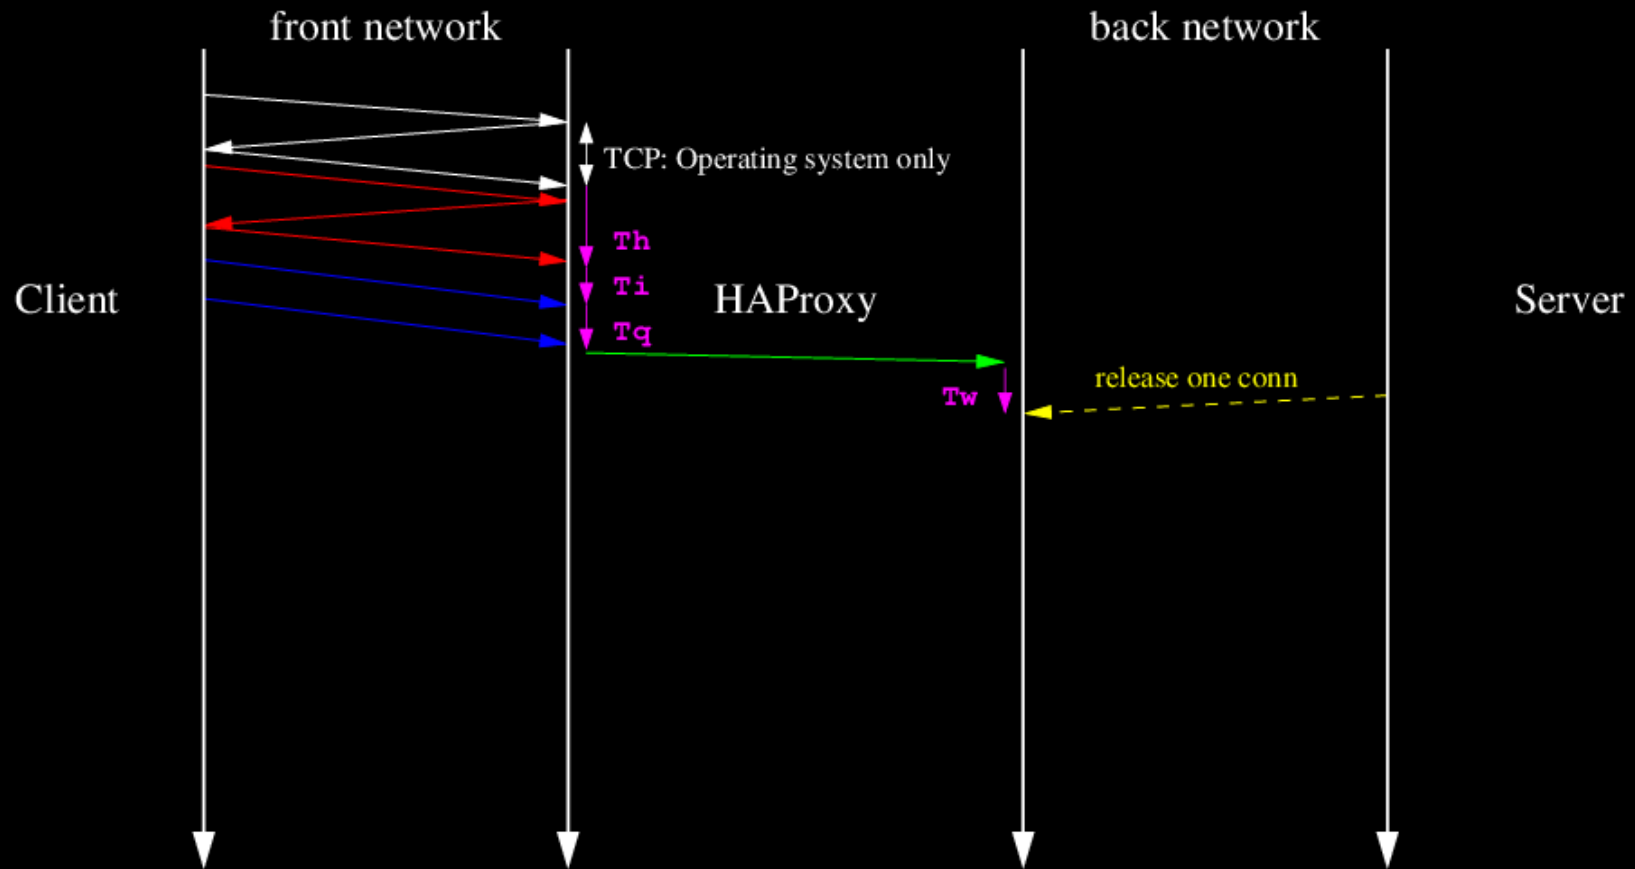 front network
back network
TCP: Operating system only
Th
Ti
Client
HAProxy
Server
Tq
release one conn
Tw